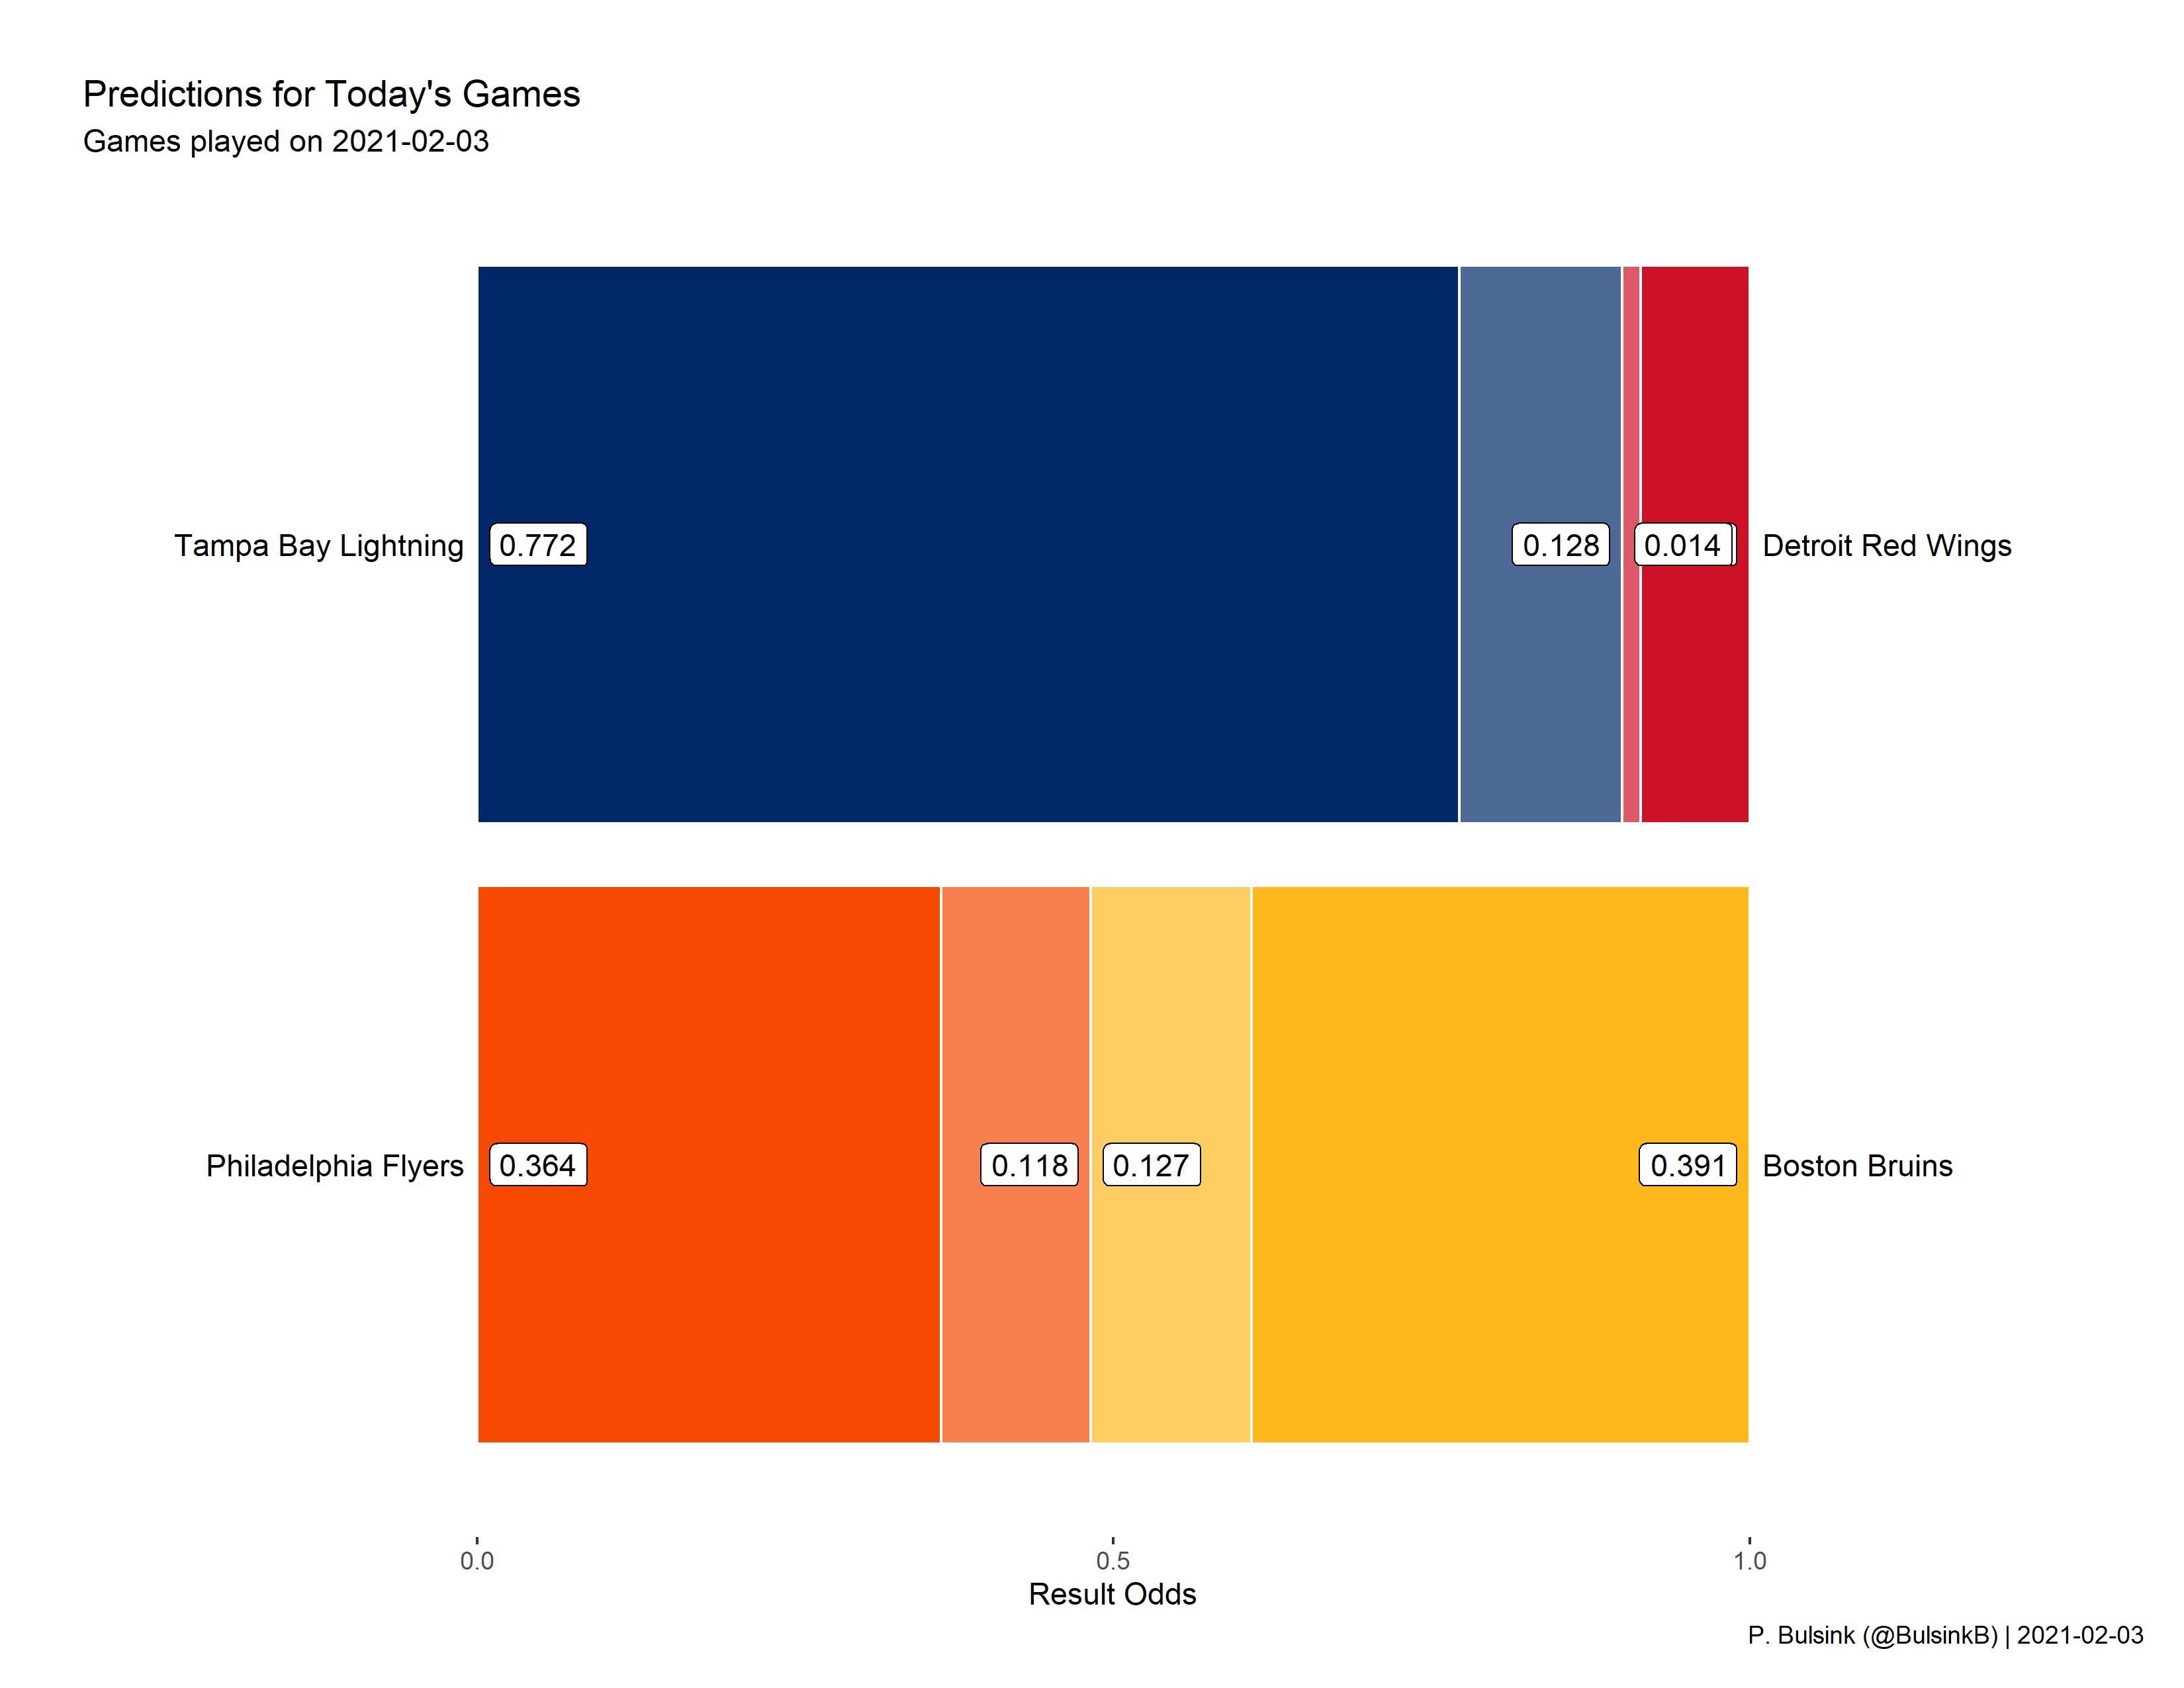 Predictions for Today's Games
Games played on 2021-02-03
Tampa Bay Lightning 0.772 0.128 0.014 Detroit Red Wings
Philadelphia Flyers 0.364 0.118 0.127 0.391 Boston Bruins
0.0 0.5 1.0
Result Odds
P. Bulsink (@BulsinkB) | 2021-02-03